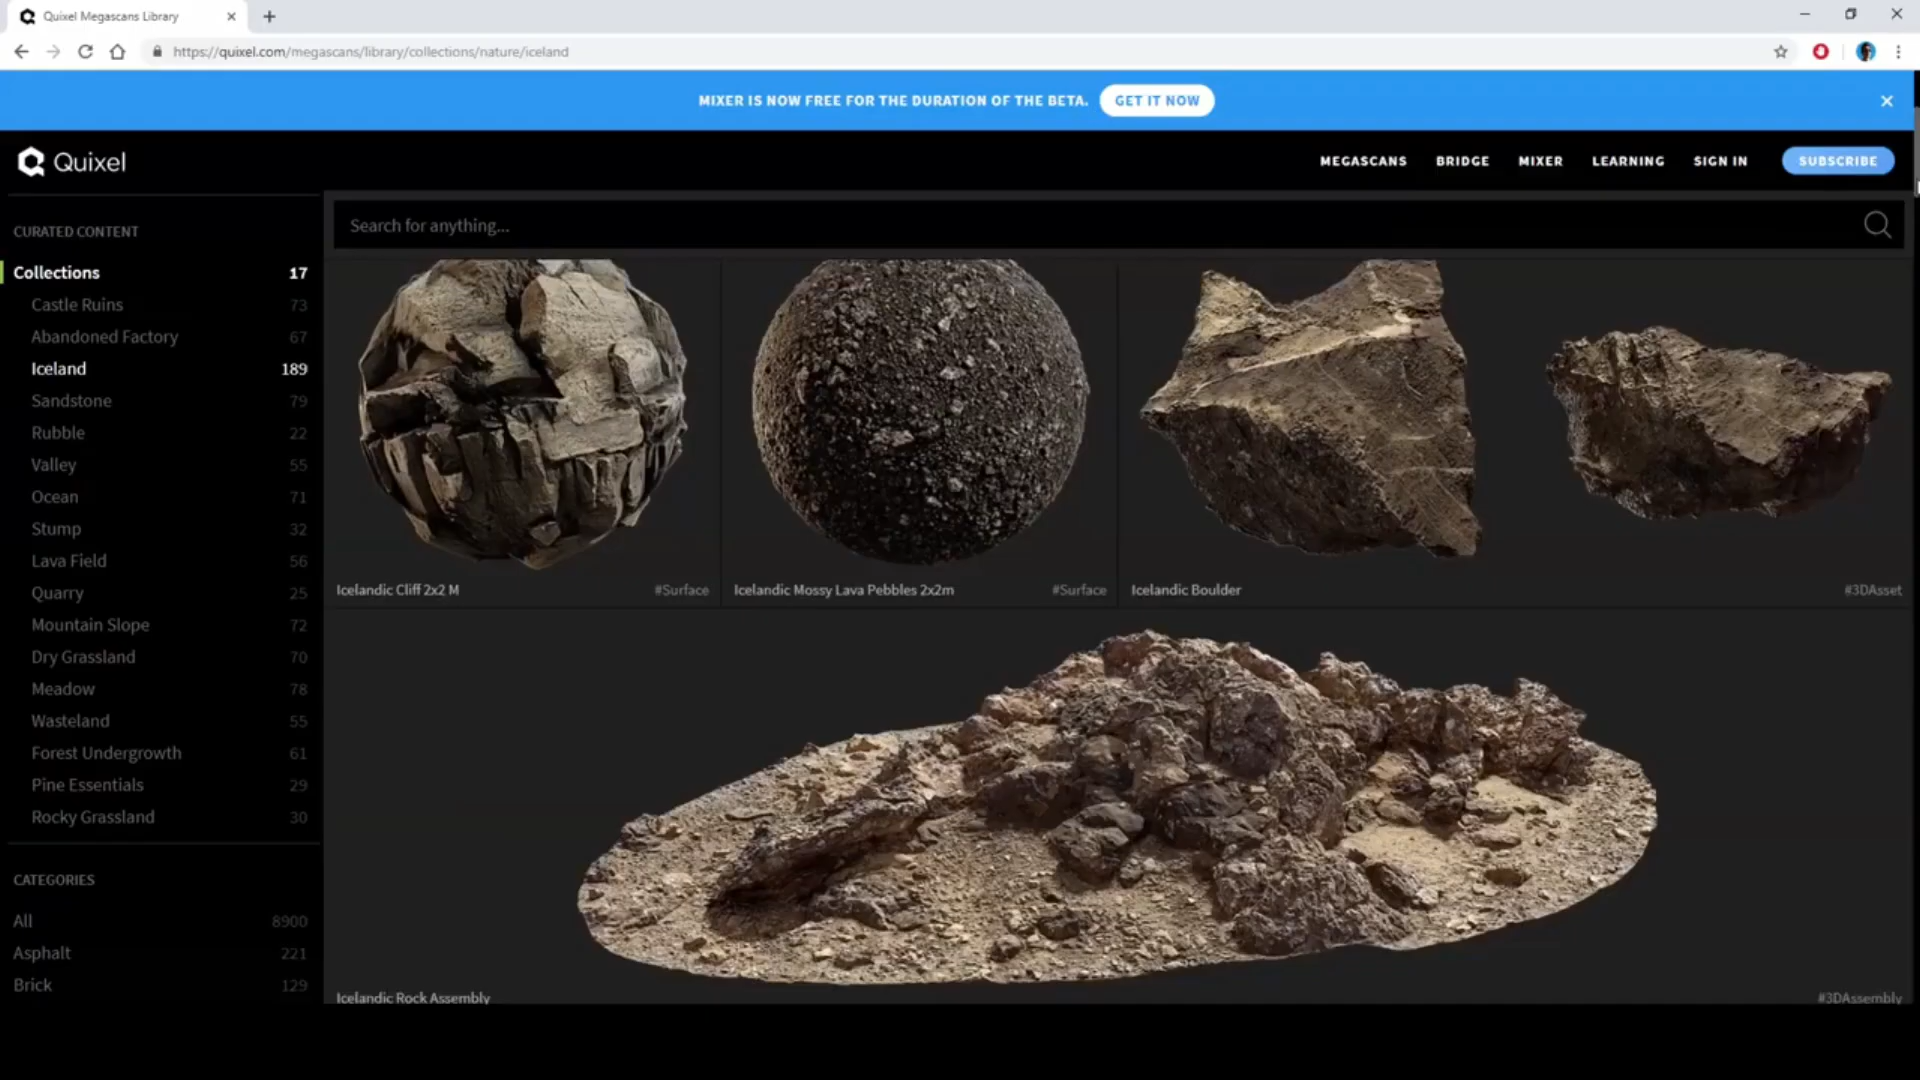 Quixel Megascans Library
https://quixel.com/megascans/library/collections/nature/iceland
MIXER IS NOW FREE FOR THE DURATION OF THE BETA. GET IT NOW
Quixel
MEGASCANS BRIDGE MIXER LEARNING SIGN IN SUBSCRIBE
Search for anything...
CURATED CONTENT
Collections 17
Castle Ruins 73
Abandoned Factory 67
Iceland 189
Sandstone 79
Rubble 22
Valley 55
Ocean 71
Stump 32
Lava Field 56
Quarry 25
Mountain Slope 72
Dry Grassland 70
Meadow 78
Wasteland 55
Forest Undergrowth 61
Pine Essentials 29
Rocky Grassland 30
CATEGORIES
All 8900
Asphalt 221
Brick 129
Icelandic Cliff 2x2 M #Surface
Icelandic Mossy Lava Pebbles 2x2m #Surface
Icelandic Boulder #3DAsset
Icelandic Rock Assembly #3DAssembly